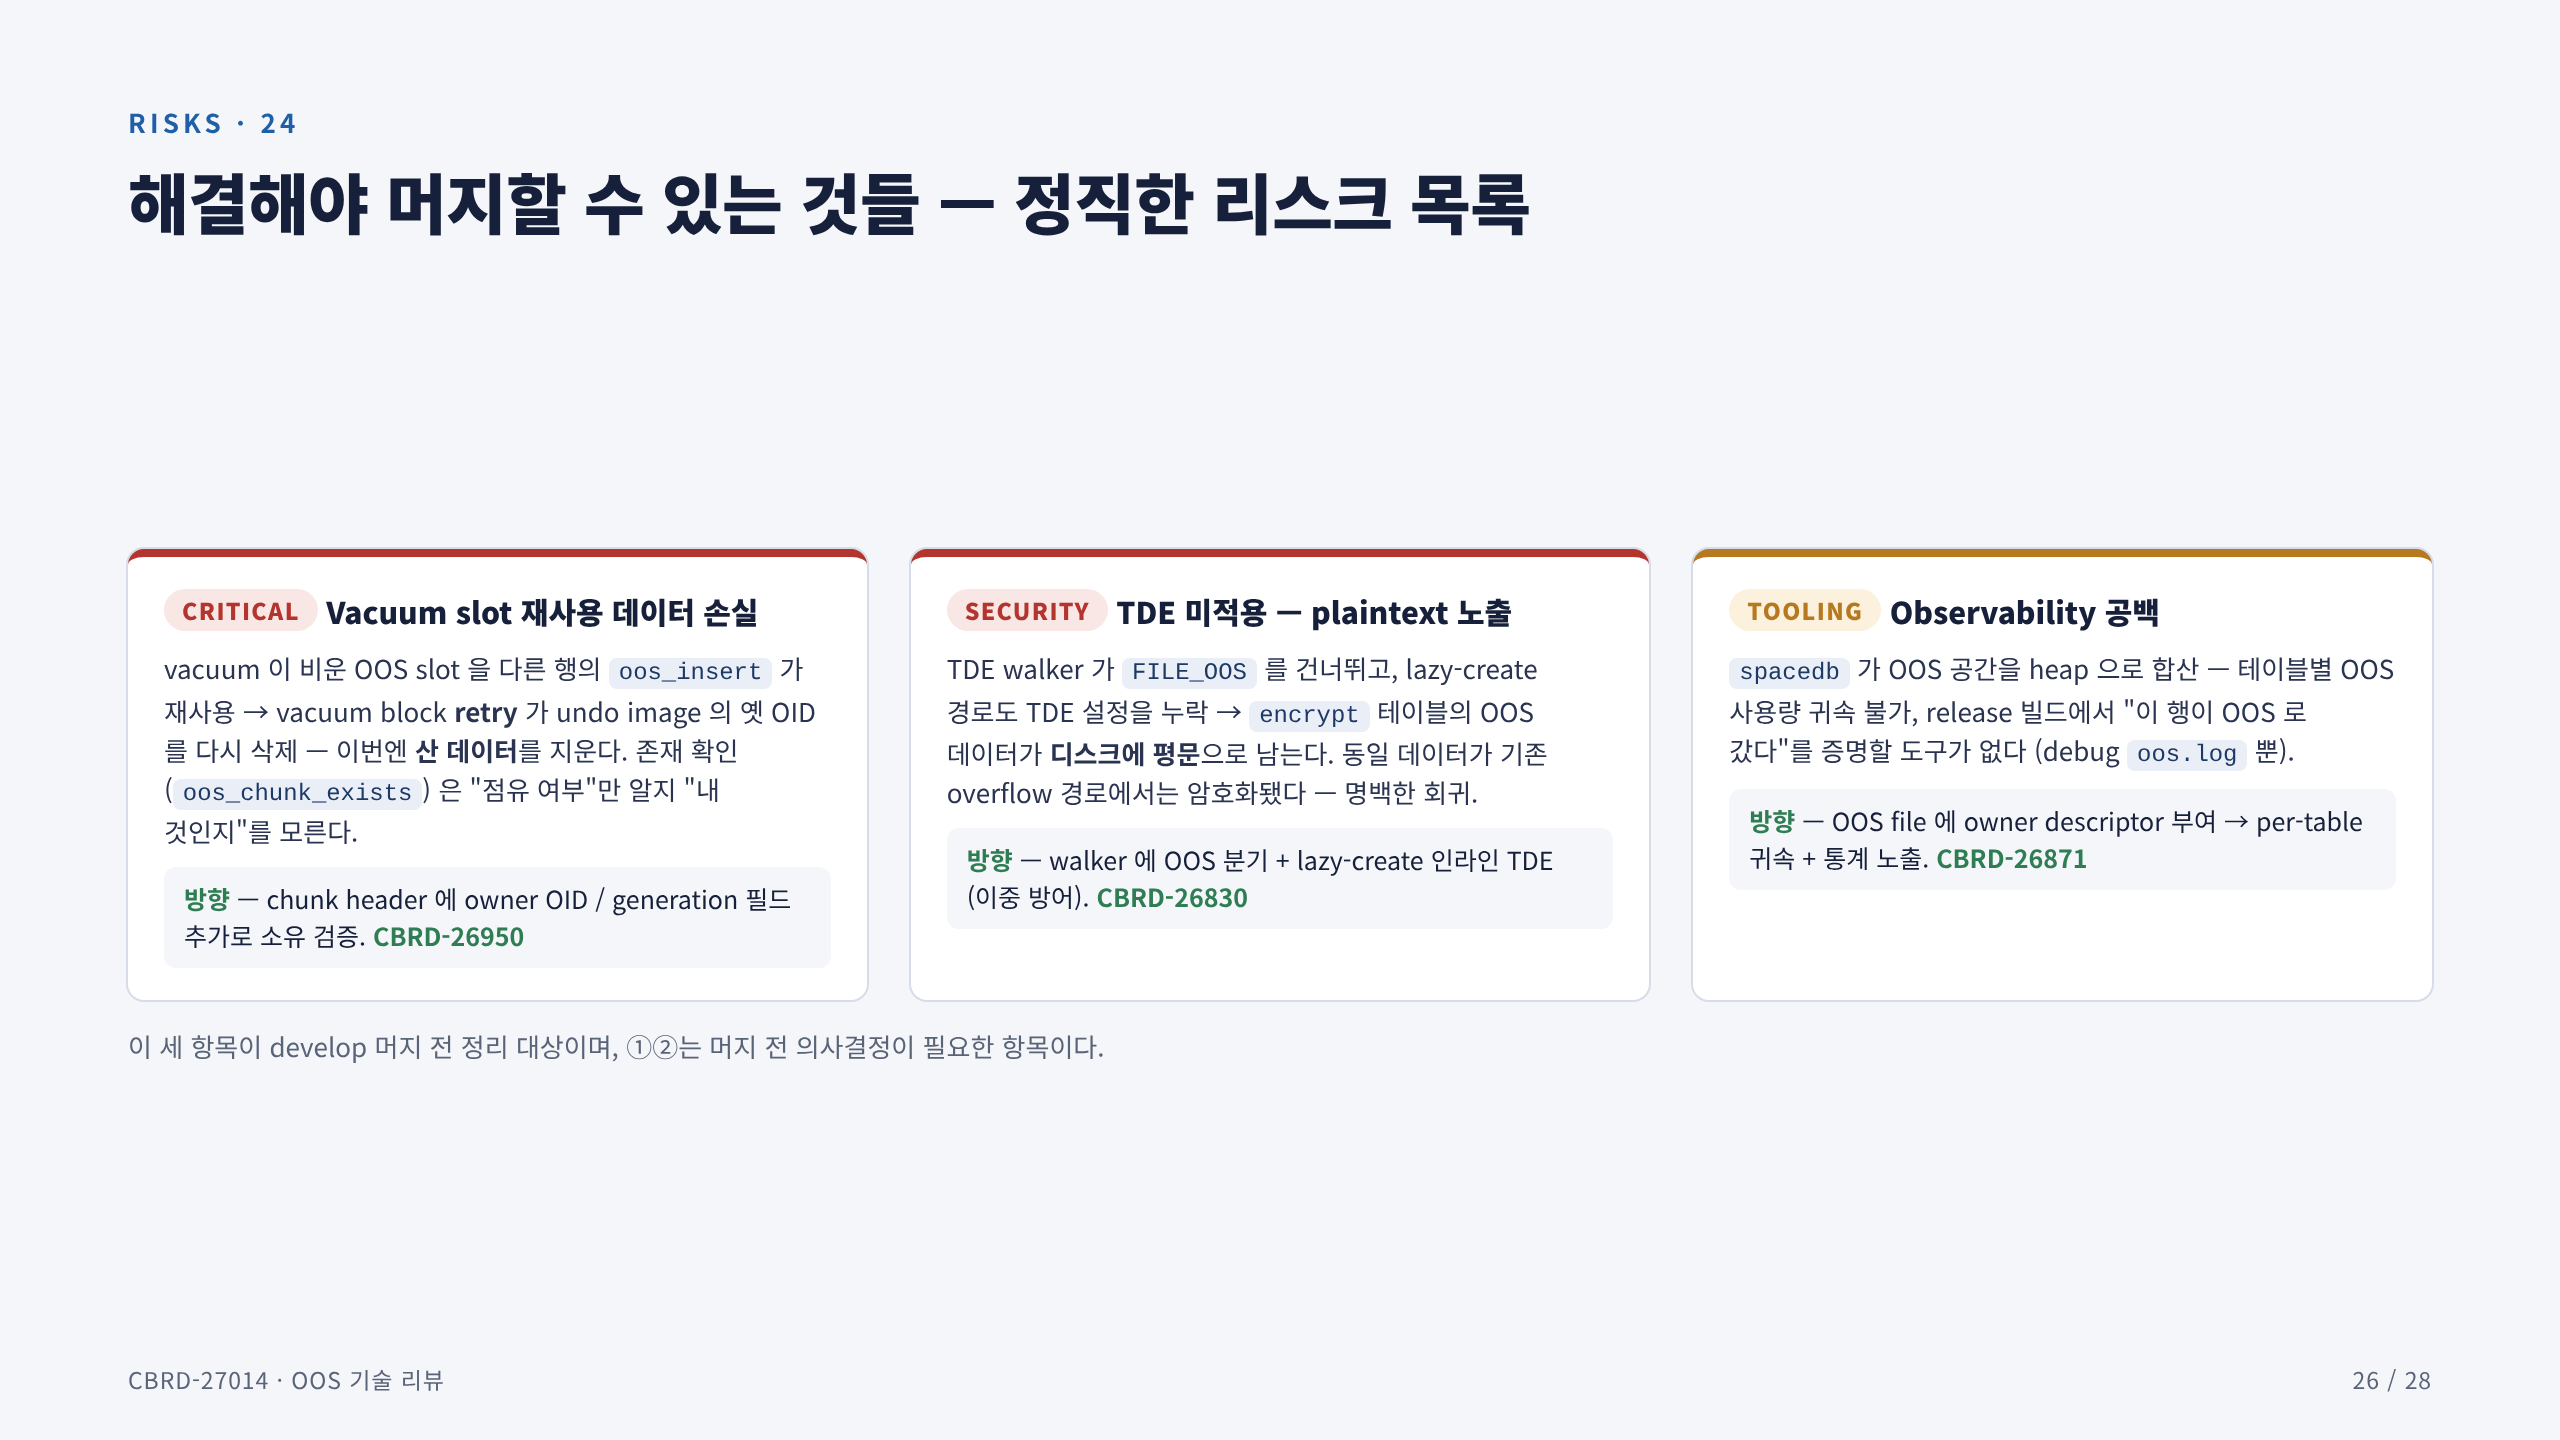 RISKS · 24
해결해야 머지할 수 있는 것들 — 정직한 리스크 목록
CRITICAL Vacuum slot 재사용 데이터 손실
vacuum 이 비운 OOS slot 을 다른 행의 oos_insert 가
재사용 → vacuum block retry 가 undo image 의 옛 OID
를 다시 삭제 — 이번엔 산 데이터를 지운다. 존재 확인
(oos_chunk_exists) 은 "점유 여부"만 알지 "내
것인지"를 모른다.
방향 — chunk header 에 owner OID / generation 필드
추가로 소유 검증. CBRD-26950
SECURITY TDE 미적용 — plaintext 노출
TDE walker 가 FILE_OOS 를 건너뛰고, lazy-create
경로도 TDE 설정을 누락 → encrypt 테이블의 OOS
데이터가 디스크에 평문으로 남는다. 동일 데이터가 기존
overflow 경로에서는 암호화됐다 — 명백한 회귀.
방향 — walker 에 OOS 분기 + lazy-create 인라인 TDE
(이중 방어). CBRD-26830
TOOLING Observability 공백
spacedb 가 OOS 공간을 heap 으로 합산 — 테이블별 OOS
사용량 귀속 불가, release 빌드에서 "이 행이 OOS 로
갔다"를 증명할 도구가 없다 (debug oos.log 뿐).
방향 — OOS file 에 owner descriptor 부여 → per-table
귀속 + 통계 노출. CBRD-26871
이 세 항목이 develop 머지 전 정리 대상이며, ①②는 머지 전 의사결정이 필요한 항목이다.
CBRD-27014 · OOS 기술 리뷰
26 / 28